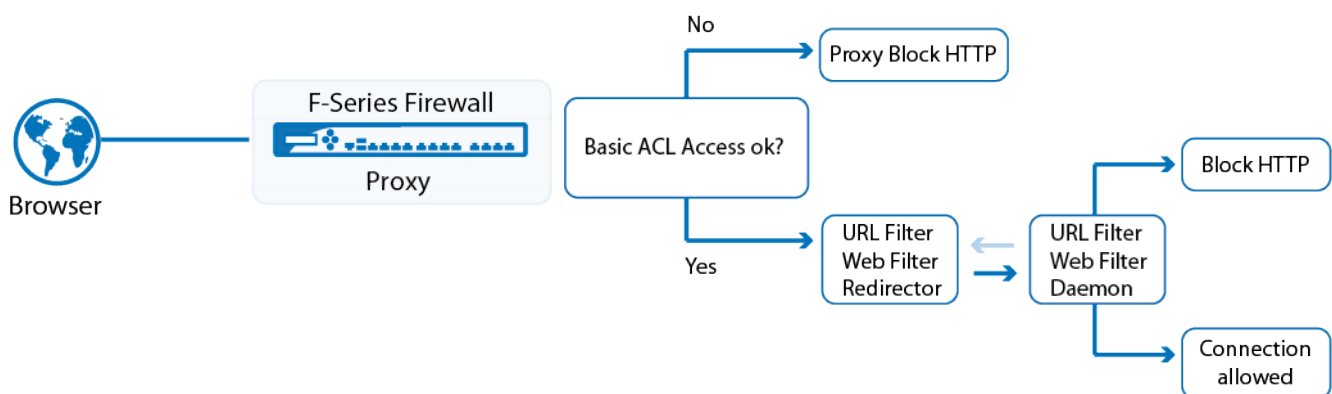 No
Proxy Block HTTP
F-Series Firewall
Proxy
Browser
Basic ACL Access ok?
Yes
URL Filter
Web Filter
Redirector
URL Filter
Web Filter
Daemon
Block HTTP
Connection
allowed